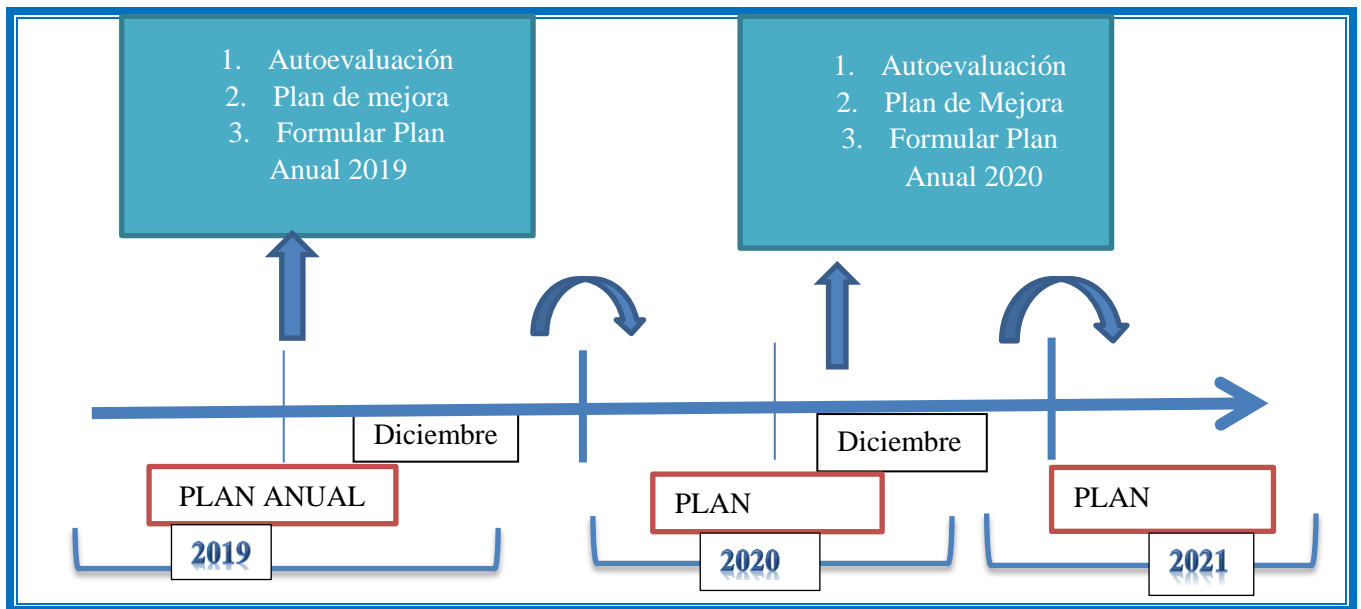 1. Autoevaluación
2. Plan de mejora
3. Formular Plan
Anual 2019
1. Autoevaluación
2. Plan de Mejora
3. Formular Plan
Anual 2020
Diciembre
Diciembre
PLAN ANUAL
PLAN
PLAN
2019
2020
2021